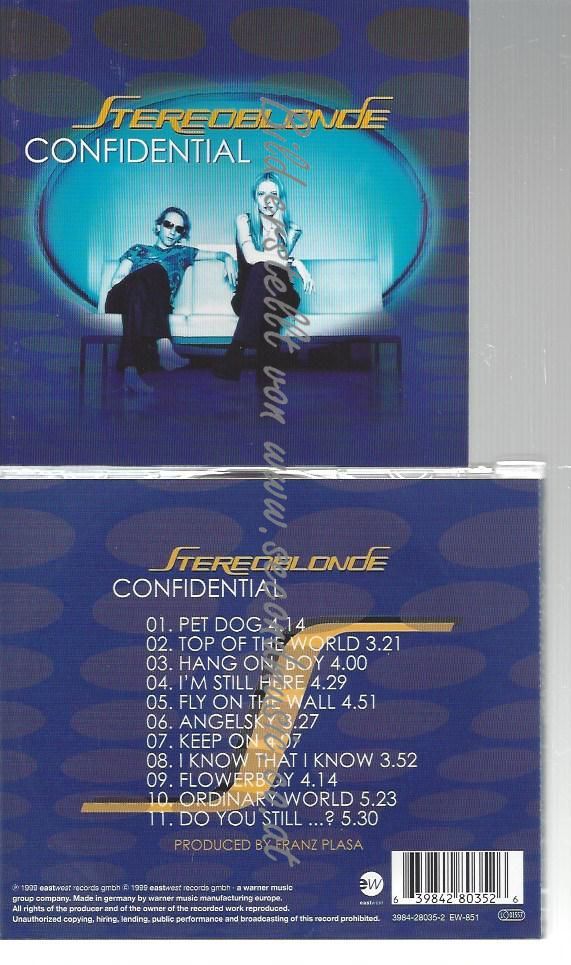 STEREOBLONDE
CONFIDENTIAL
Bild erstellt von www.
STEREOBLONDE
CONFIDENTIAL
01. PET DOG 4.14
02. TOP OF THE WORLD 3.21
03. HANG ON BOY 4.00
04. I'M STILL HERE 4.29
05. FLY ON THE WALL 4.51
06. ANGELSKY 3.27
07. KEEP ON
08. I KNOW THAT I KNOW 3.52
09. FLOWERBOY 4.14
10. ORDINARY WORLD 5.23
11. DO YOU STILL ...? 5.30
PRODUCED BY FRANZ PLASA
℗ 1999 eastwest records gmbh © 1999 eastwest records gmbh - a warner music
group company. Made in germany by warner music manufacturing europe.
All rights of the producer and of the owner of the recorded work reproduced.
Unauthorized copying, hiring, lending, public performance and broadcasting of this record prohibited.
ew
eastwest
6 39842 80352 6
3984-28035-2 EW-851
LC 01557